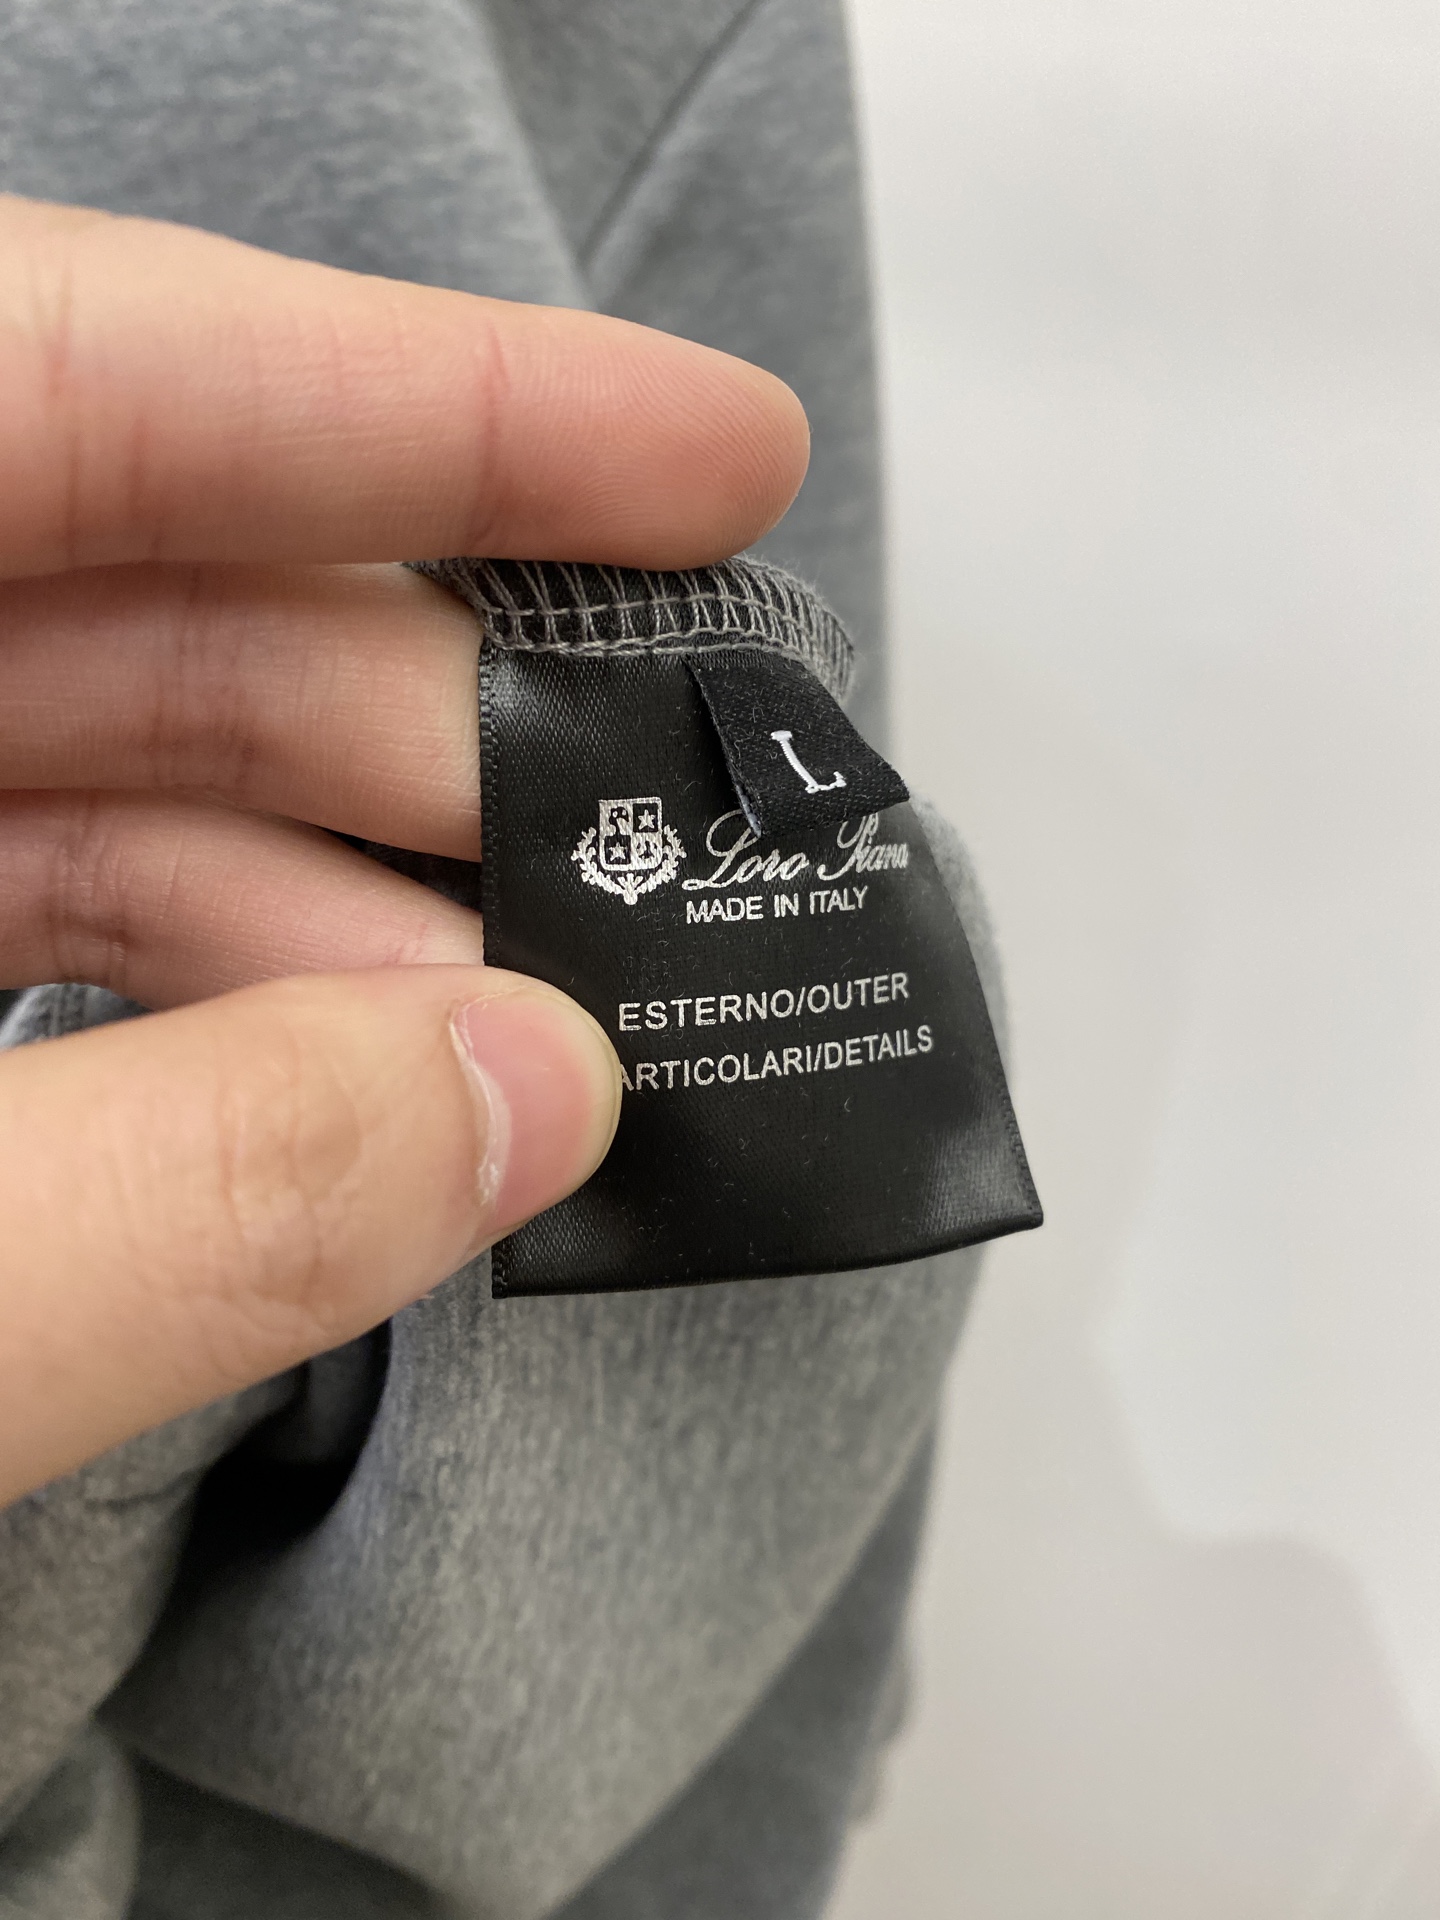 L
Loro Piana
MADE IN ITALY
ESTERNO/OUTER
ARTICOLARI/DETAILS